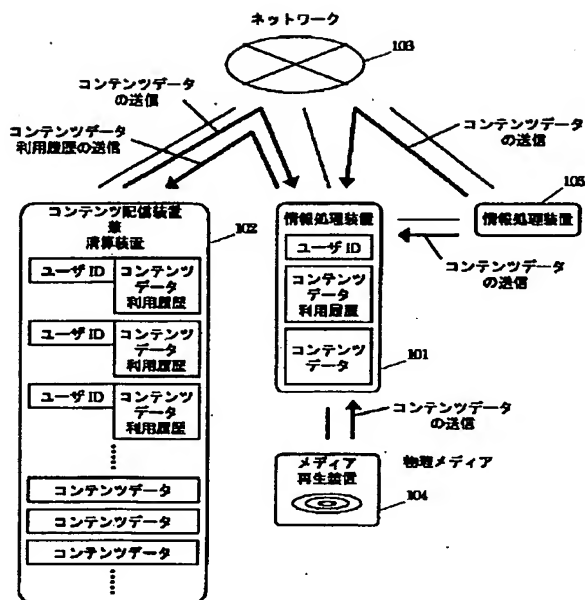 ネットワーク
103
コンテンツデータ
の送信
コンテンツデータ
利用履歴の送信
コンテンツデータ
の送信
105
情報処理装置
コンテンツデータ
の送信
コンテンツ配信装置
兼
清算装置
102
ユーザID
コンテンツ
データ
利用履歴
ユーザID
コンテンツ
データ
利用履歴
ユーザID
コンテンツ
データ
利用履歴
コンテンツデータ
コンテンツデータ
コンテンツデータ
情報処理装置
ユーザID
コンテンツ
データ
利用履歴
コンテンツ
データ
101
コンテンツデータ
の送信
メディア
再生装置
物理メディア
104